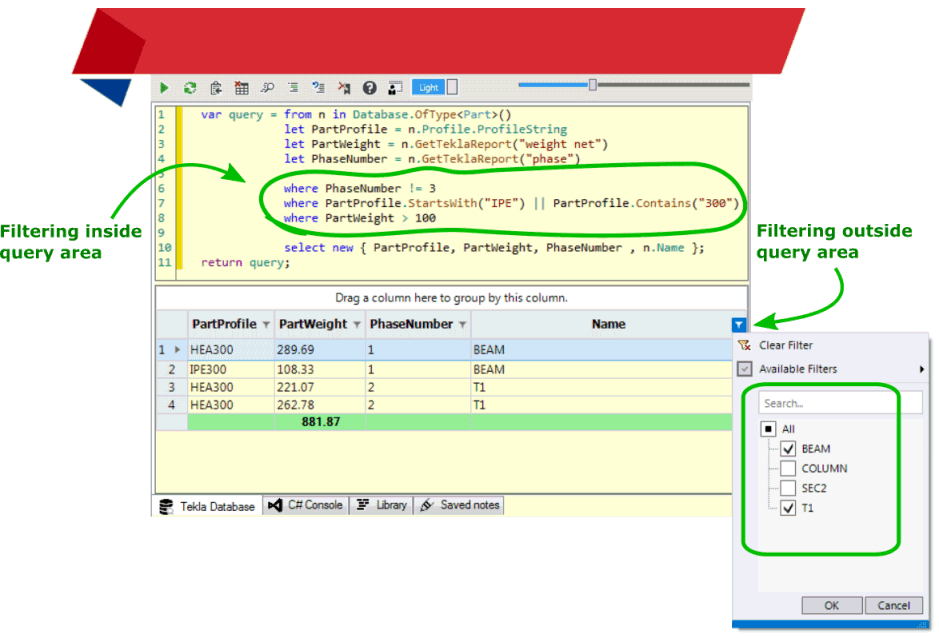 Light
1 var query = from n in Database.OfType<Part>()
2 let PartProfile = n.Profile.ProfileString
3 let PartWeight = n.GetTeklaReport("weight net")
4 let PhaseNumber = n.GetTeklaReport("phase")
5
6 where PhaseNumber != 3
7 where PartProfile.StartsWith("IPE") || PartProfile.Contains("300")
8 where PartWeight > 100
9
10 select new { PartProfile, PartWeight, PhaseNumber , n.Name };
11 return query;
Filtering inside
query area
Filtering outside
query area
Drag a column here to group by this column.
PartProfile PartWeight PhaseNumber Name
1 HEA300 289.69 1 BEAM
2 IPE300 108.33 1 BEAM
3 HEA300 221.07 2 T1
4 HEA300 262.78 2 T1
881.87
Clear Filter
Available Filters
Search...
All
BEAM
COLUMN
SEC2
T1
OK Cancel
Tekla Database C# Console Library Saved notes